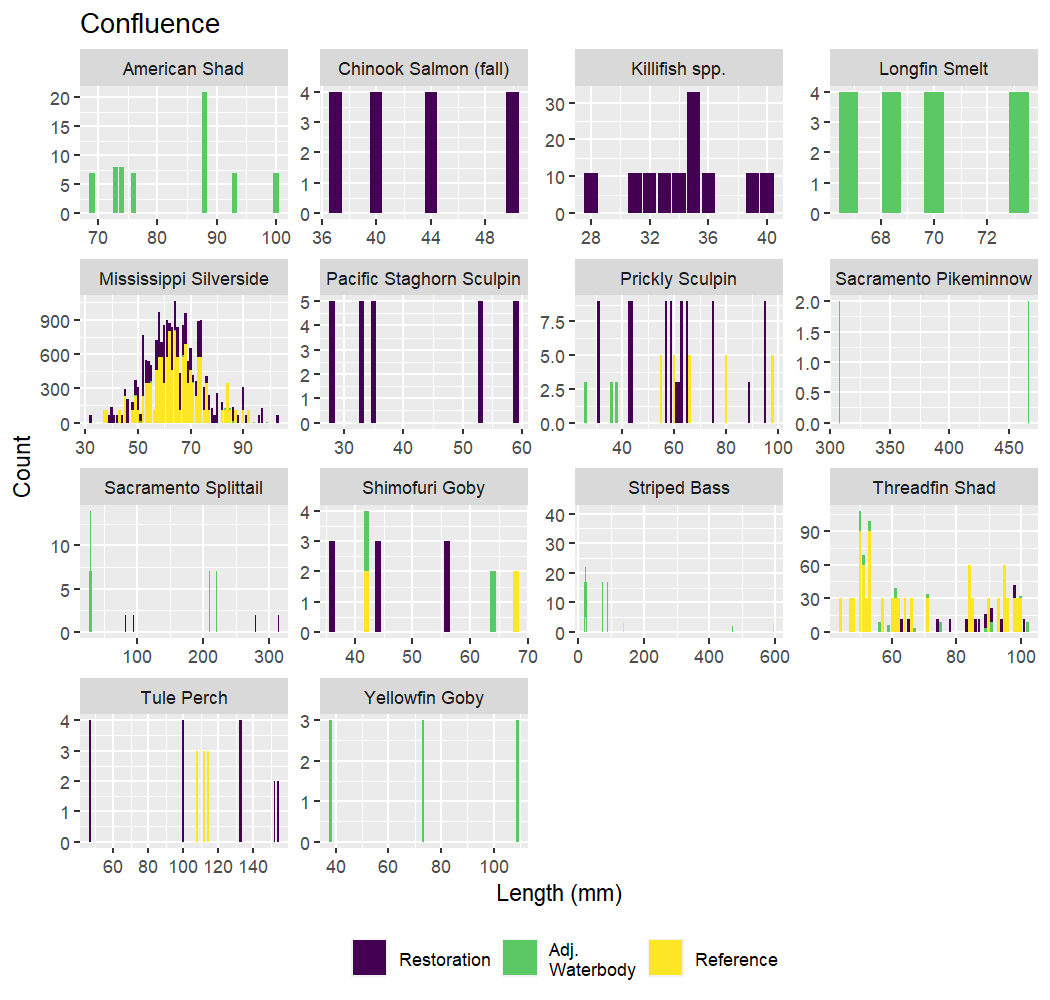 Confluence
American Shad
Chinook Salmon (fall)
Killifish spp.
Longfin Smelt
20
15
10
5
0
70 80 90 100
4
3
2
1
0
36 40 44 48
30
20
10
0
28 32 36 40
4
3
2
1
0
68 70 72
Mississippi Silverside
Pacific Staghorn Sculpin
Prickly Sculpin
Sacramento Pikeminnow
900
600
300
0
30 50 70 90
5
4
3
2
1
0
30 40 50 60
7.5
5.0
2.5
0.0
40 60 80 100
2.0
1.5
1.0
0.5
0.0
300 350 400 450
Sacramento Splittail
Shimofuri Goby
Striped Bass
Threadfin Shad
10
5
0
100 200 300
4
3
2
1
0
40 50 60 70
40
30
20
10
0
0 200 400 600
90
60
30
0
60 80 100
Tule Perch
Yellowfin Goby
4
3
2
1
0
60 80 100 120 140
3
2
1
0
40 60 80 100
Count
Length (mm)
Restoration
Adj.
Waterbody
Reference